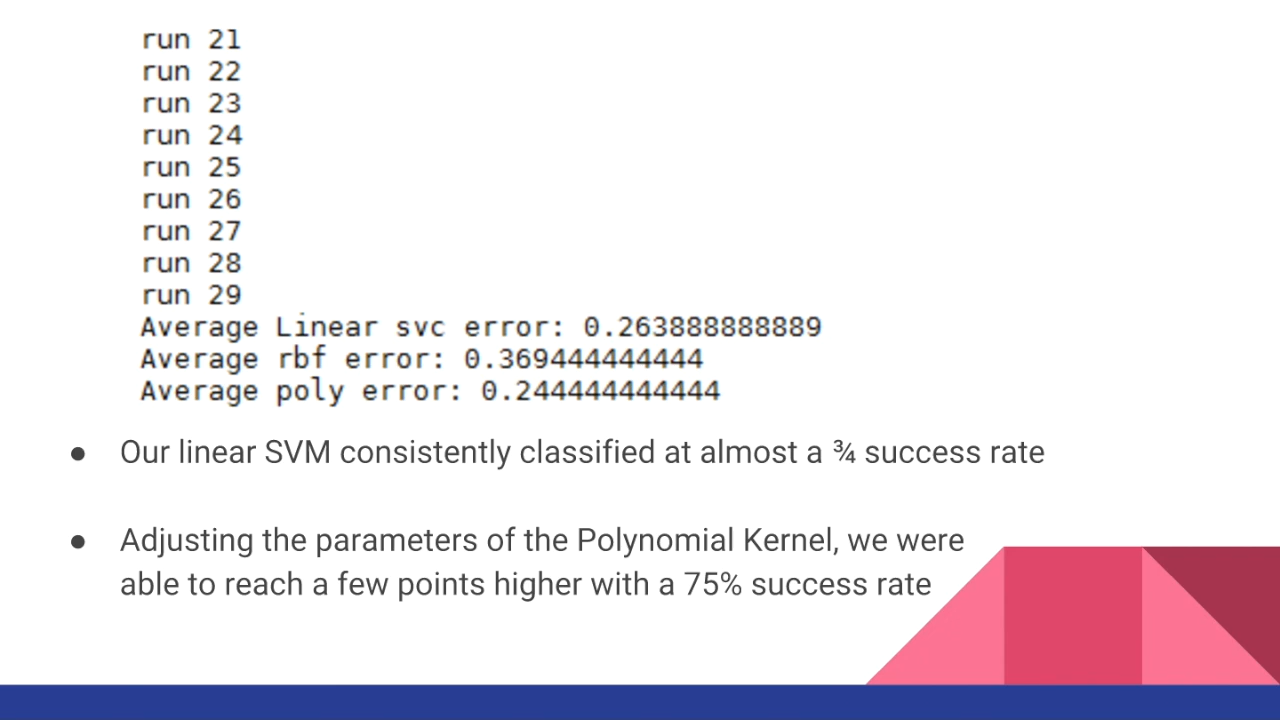 run 21
run 22
run 23
run 24
run 25
run 26
run 27
run 28
run 29
Average Linear svc error: 0.263888888889
Average rbf error: 0.369444444444
Average poly error: 0.244444444444
● Our linear SVM consistently classified at almost a ¾ success rate
● Adjusting the parameters of the Polynomial Kernel, we were
able to reach a few points higher with a 75% success rate